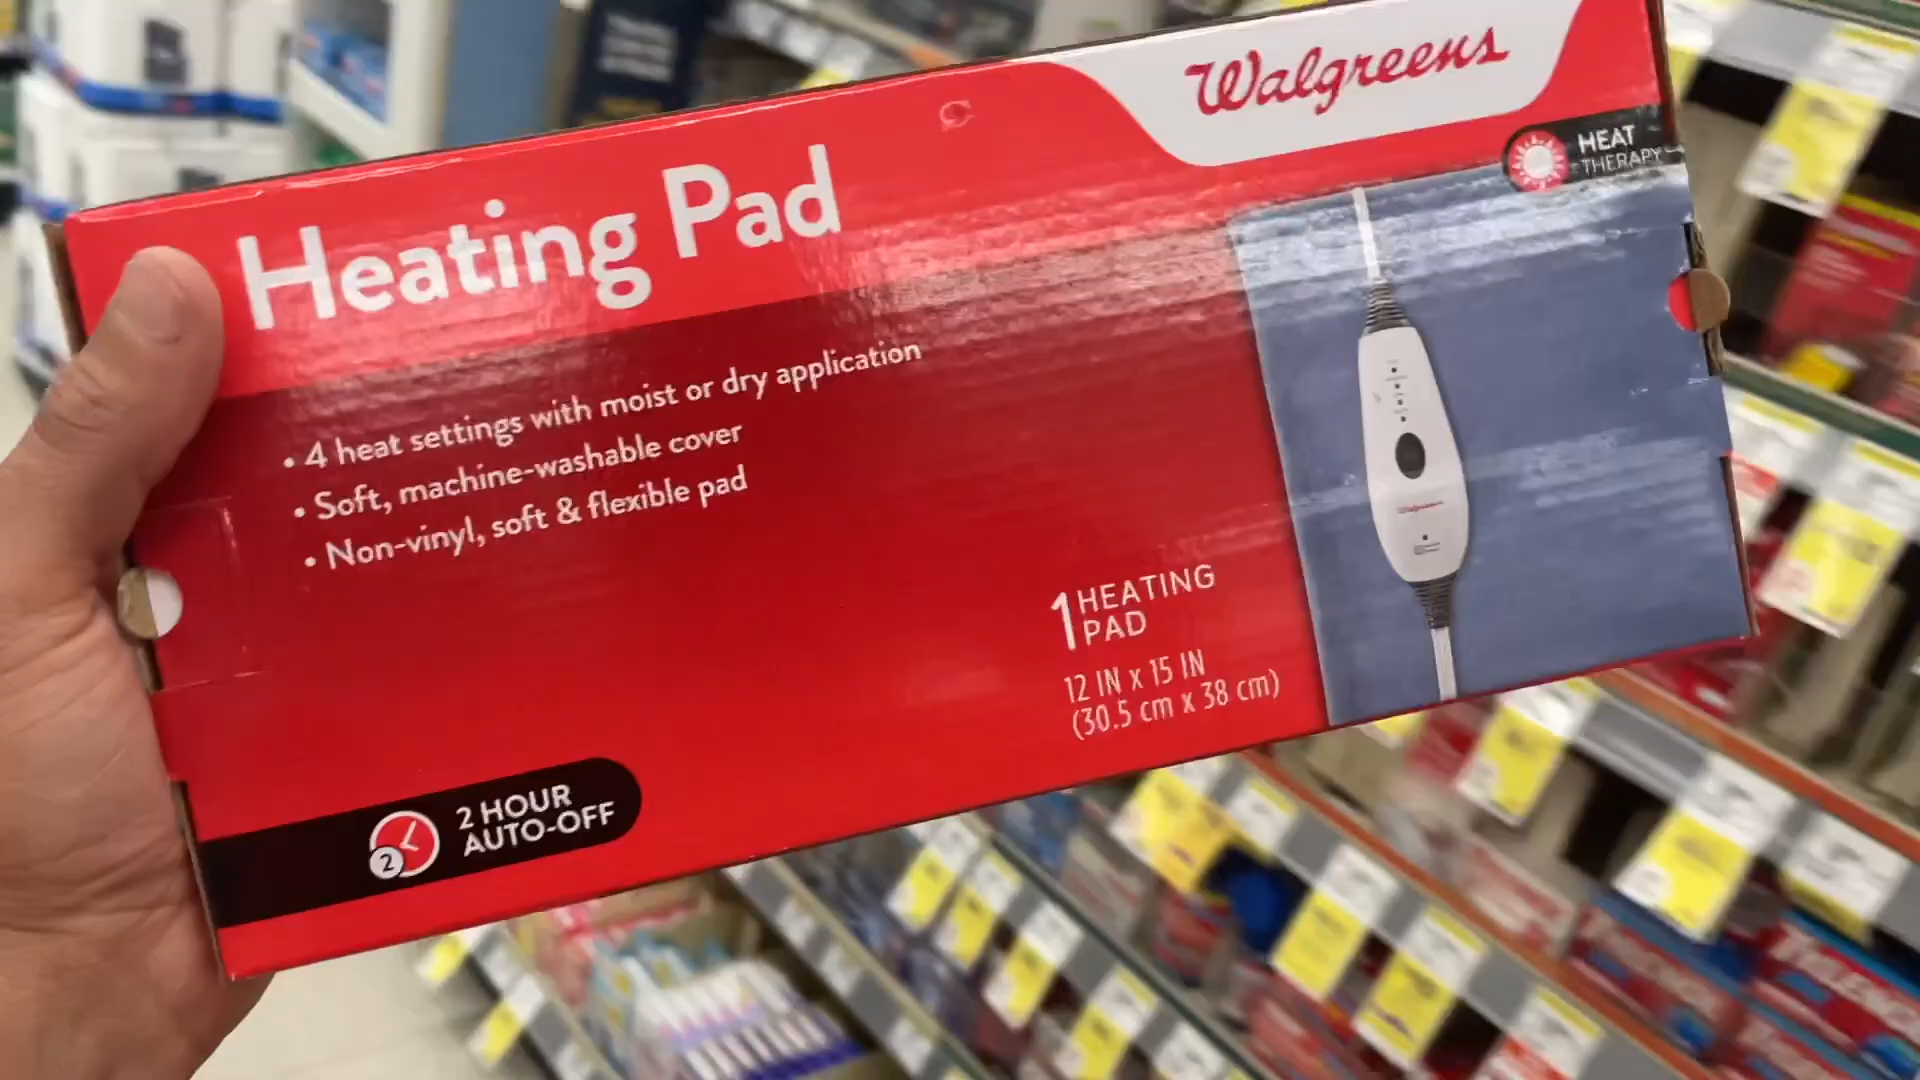 Walgreens
HEAT
THERAPY
Heating Pad
• 4 heat settings with moist or dry application
• Soft, machine-washable cover
• Non-vinyl, soft & flexible pad
Walgreens
1 HEATING
PAD
12 IN x 15 IN
(30.5 cm x 38 cm)
2 HOUR
AUTO-OFF
2